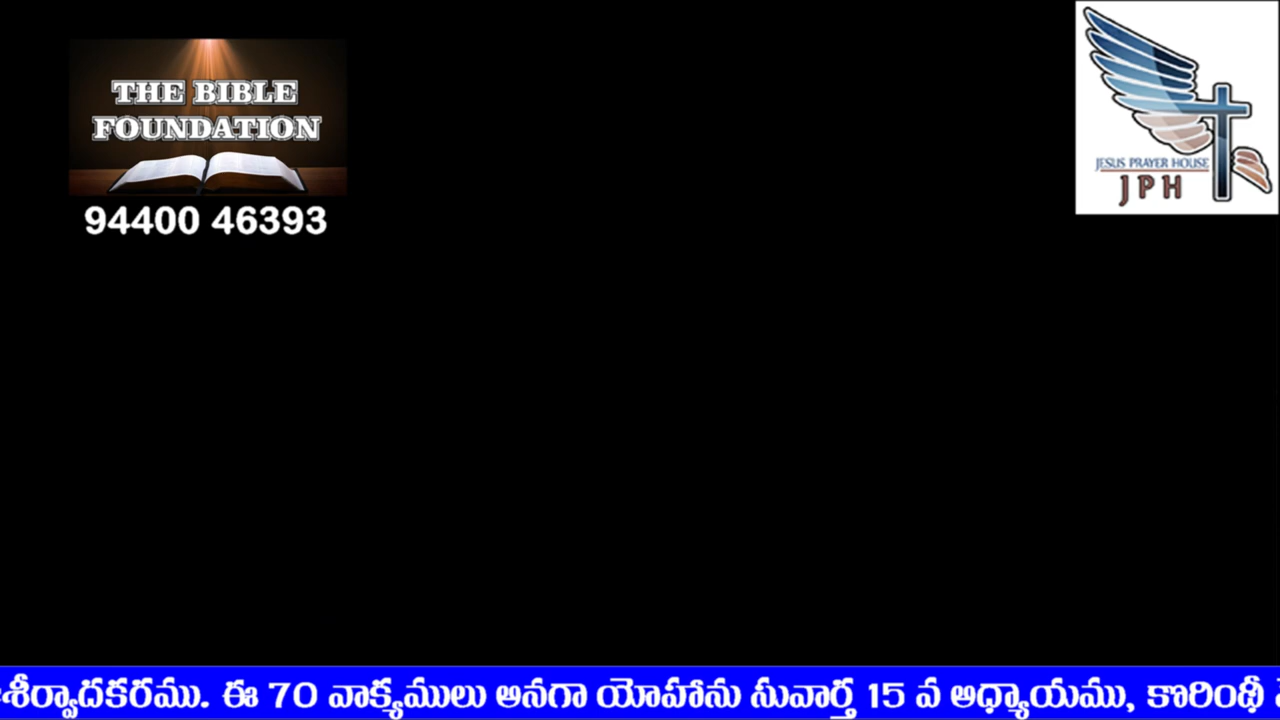 THE BIBLE
FOUNDATION
94400 46393
JESUS PRAYER HOUSE
JPH
శీర్వాదకరము. ఈ 70 వాక్యములు అనగా యోహాను సువార్త 15 వ అధ్యాయము, కొరింథీ